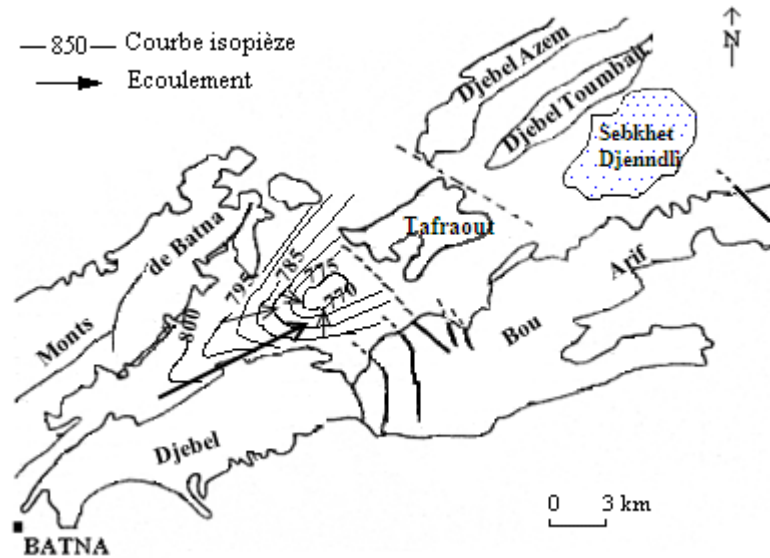 —850— Courbe isopièze
Ecoulement
N
Djebel Azem
Djebel Toumbait
Sebkhet
Djenndli
Tafraout
Monts
de Batna
800
795
785
775
770
Bou
Arif
Djebel
0 3 km
BATNA